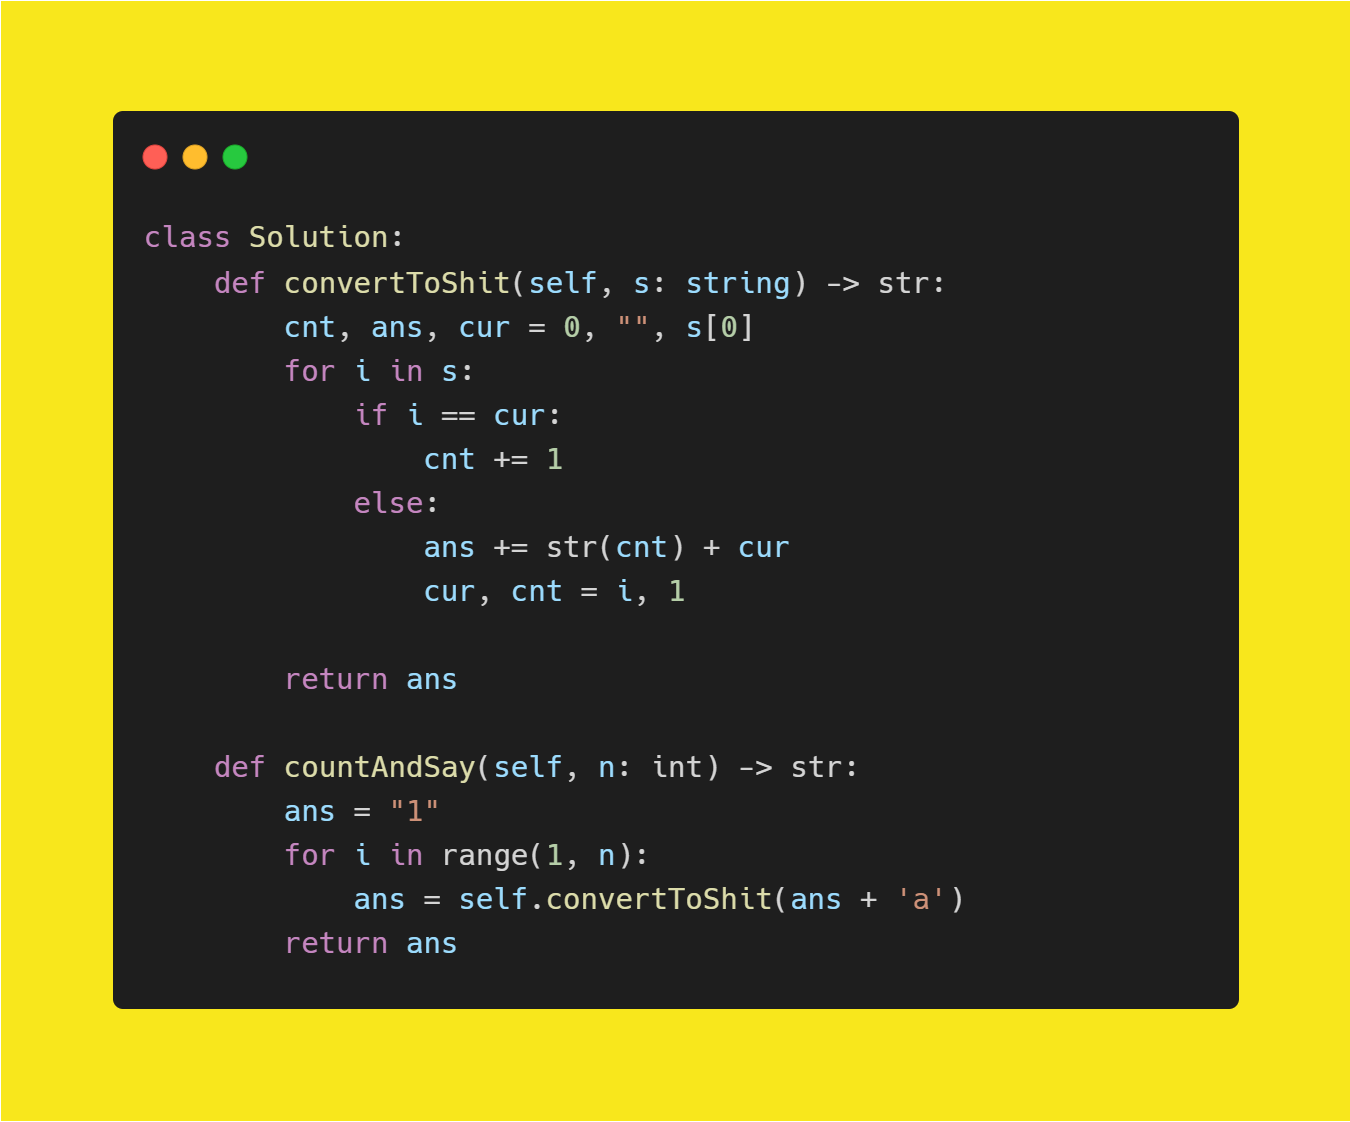 class Solution:
    def convertToShit(self, s: string) -> str:
        cnt, ans, cur = 0, "", s[0]
        for i in s:
            if i == cur:
                cnt += 1
            else:
                ans += str(cnt) + cur
                cur, cnt = i, 1

        return ans

    def countAndSay(self, n: int) -> str:
        ans = "1"
        for i in range(1, n):
            ans = self.convertToShit(ans + 'a')
        return ans